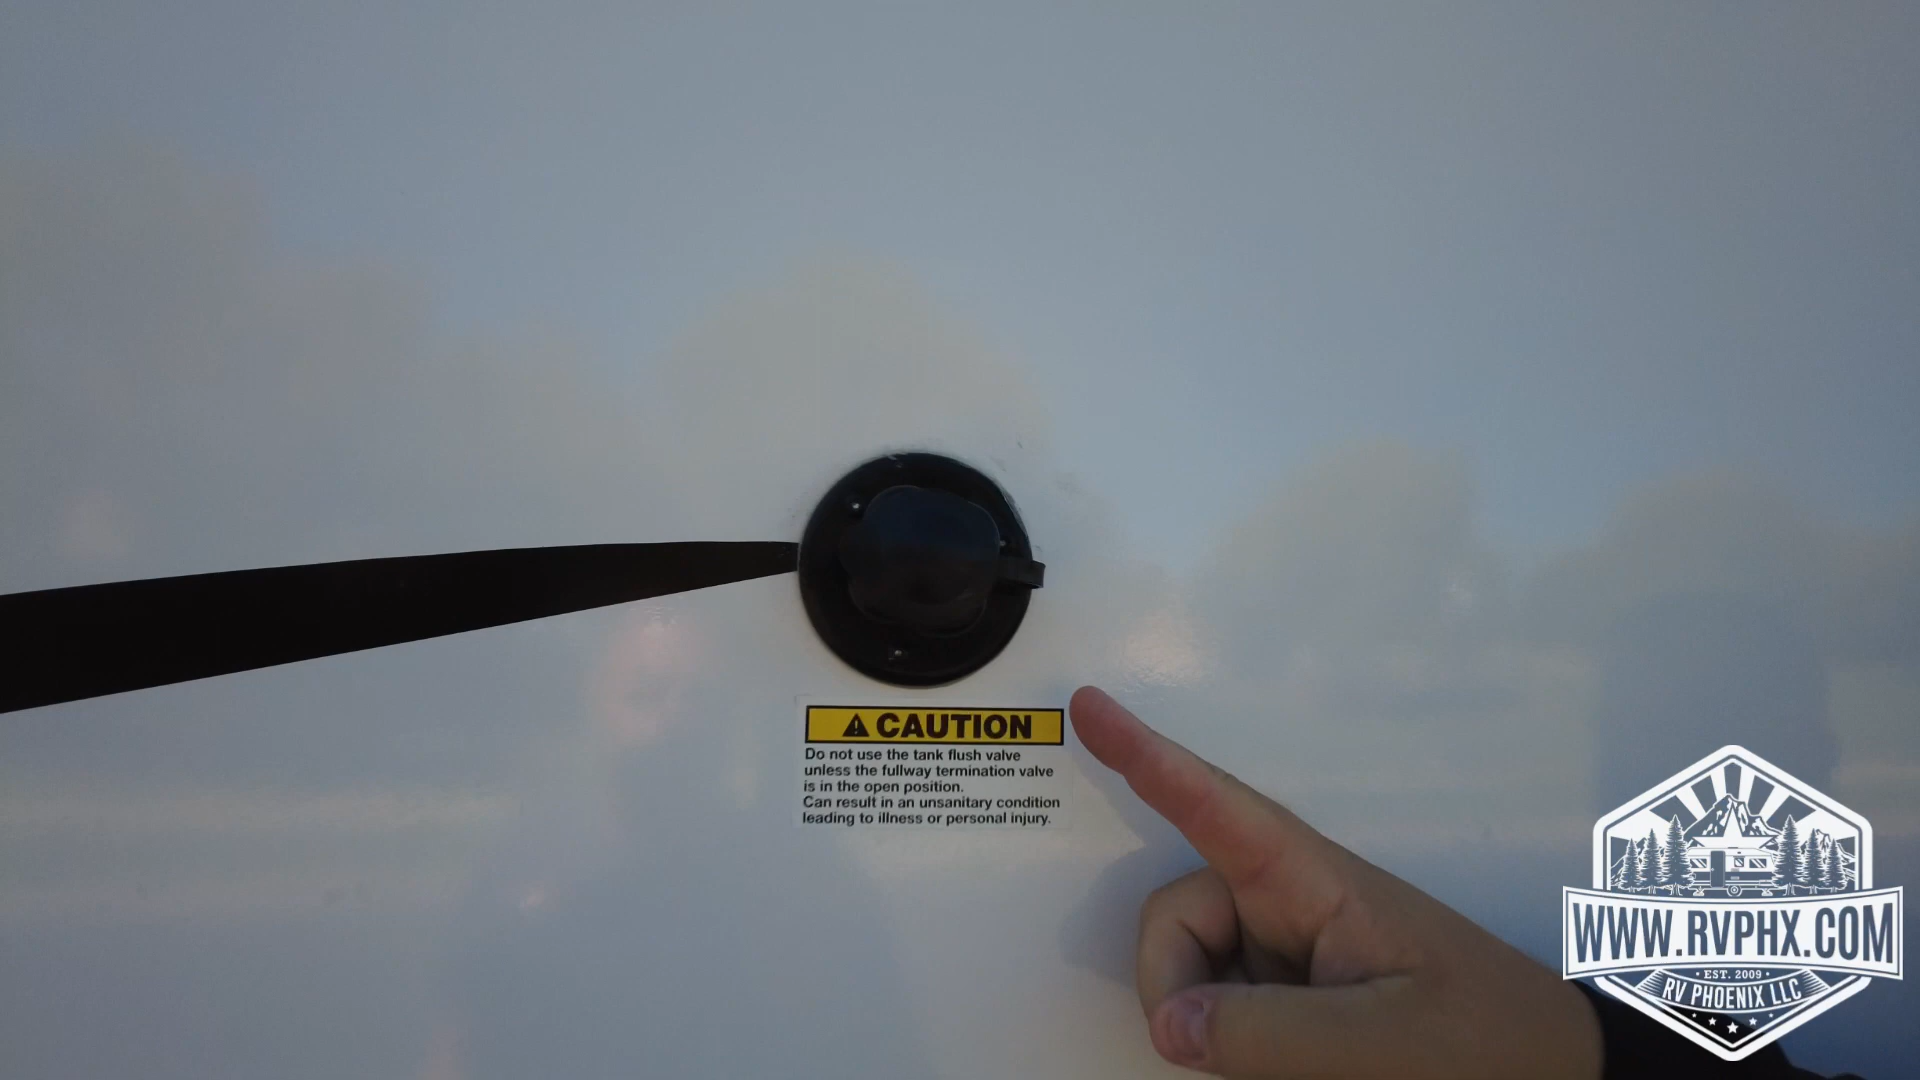 CAUTION
Do not use the tank flush valve
unless the fullway termination valve
is in the open position.
Can result in an unsanitary condition
leading to illness or personal injury.
WWW.RVPHX.COM
• EST. 2009 •
RV PHOENIX LLC